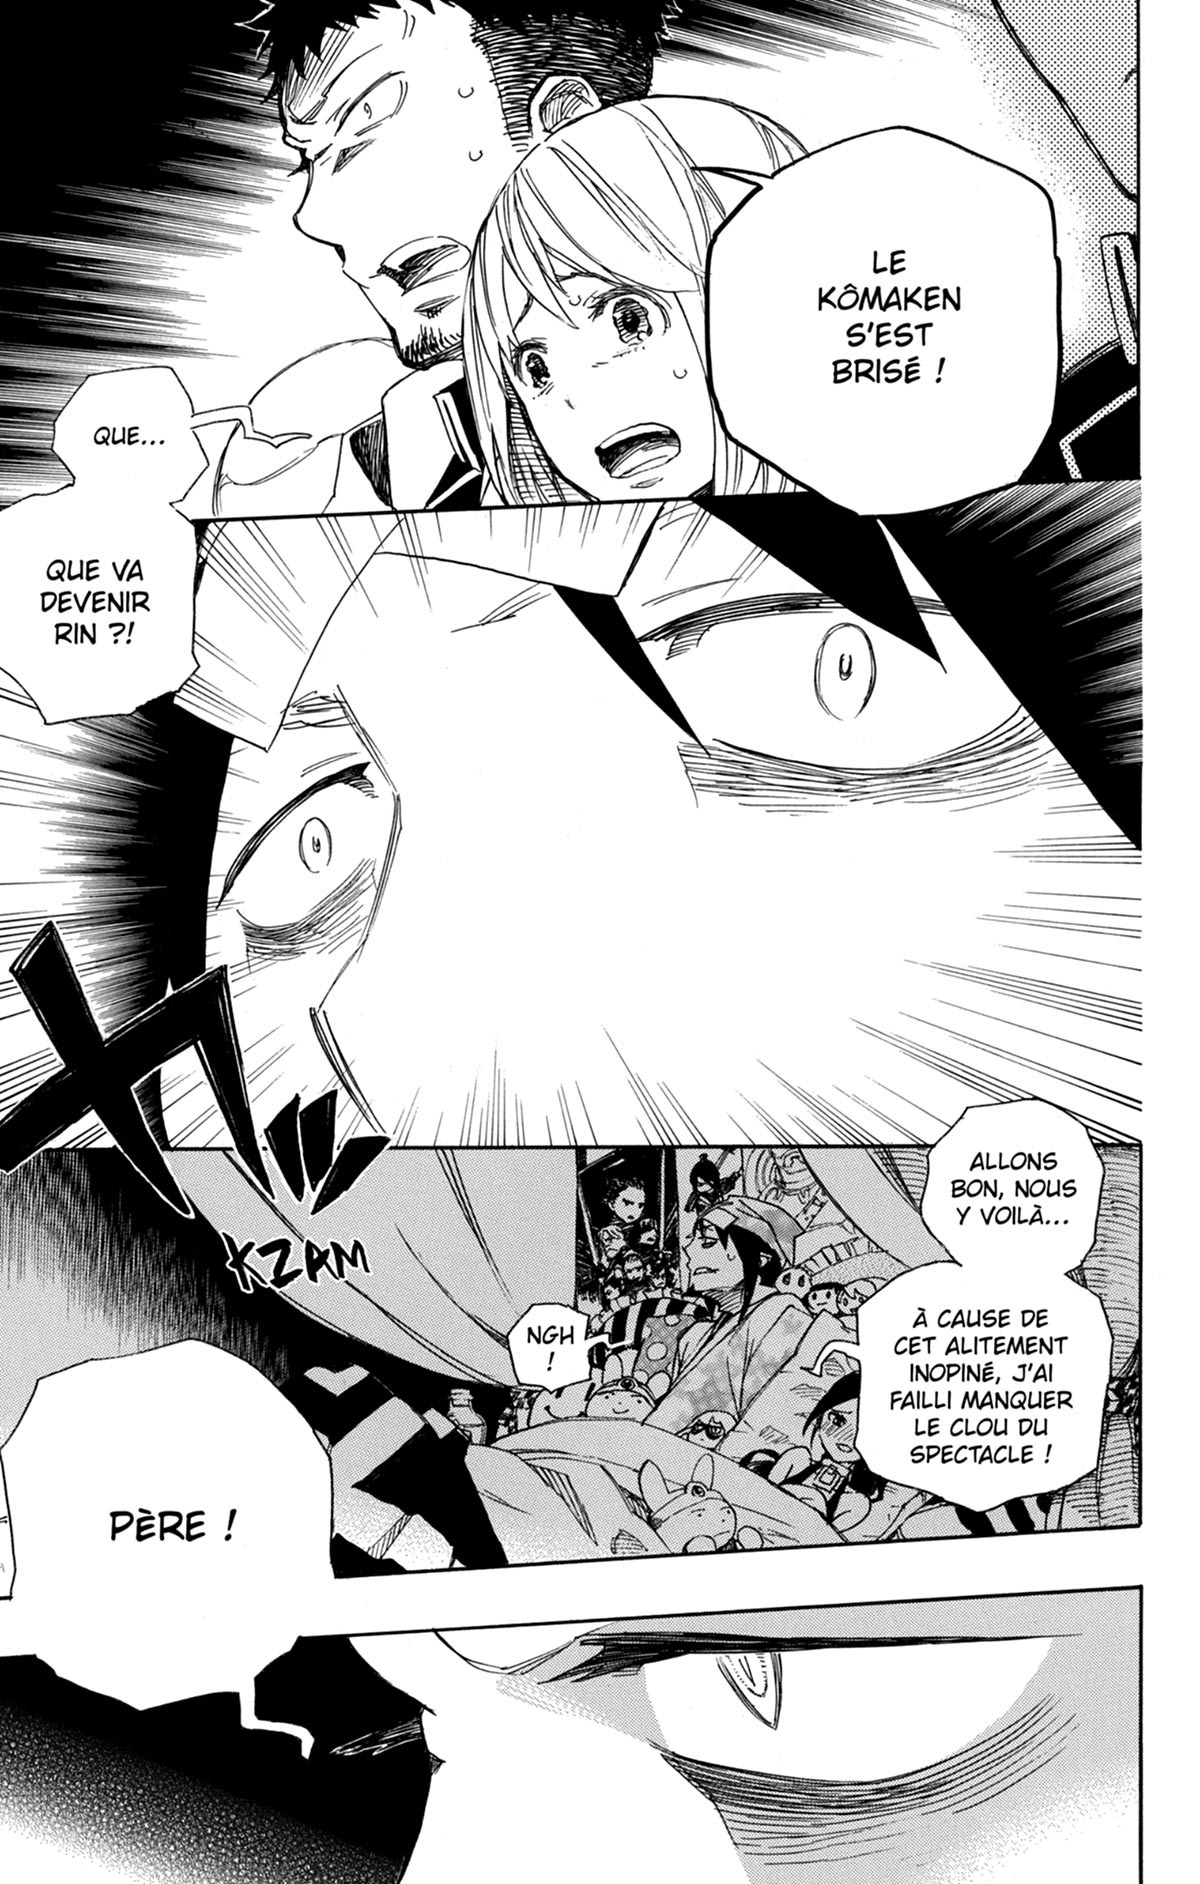 LE
KÔMAKEN
S'EST
BRISÉ !
QUE...
QUE VA
DEVENIR
RIN ?!
KZAM
ALLONS
BON, NOUS
Y VOILÀ...
À CAUSE DE
CET ALITEMENT
INOPINÉ, J'AI
FAILLI MANQUER
LE CLOU DU
SPECTACLE !
NGH
!
PÈRE !